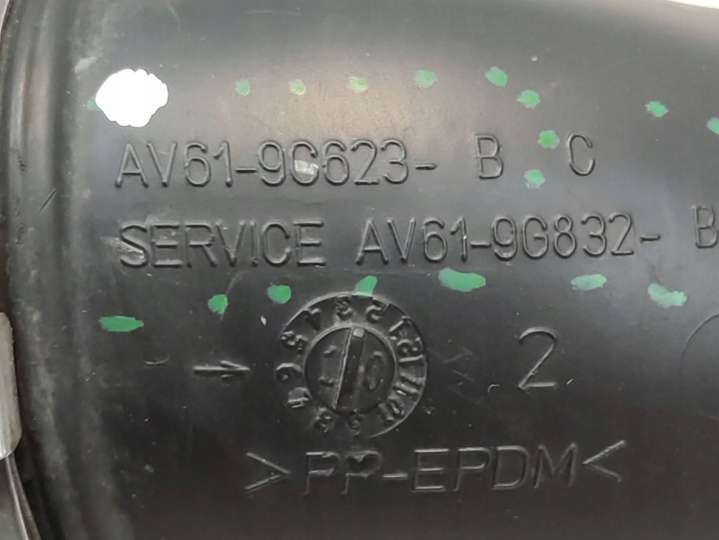 AV61-9C623- B C
SERVICE AV61-9G832- B
2
>PP-EPDM<